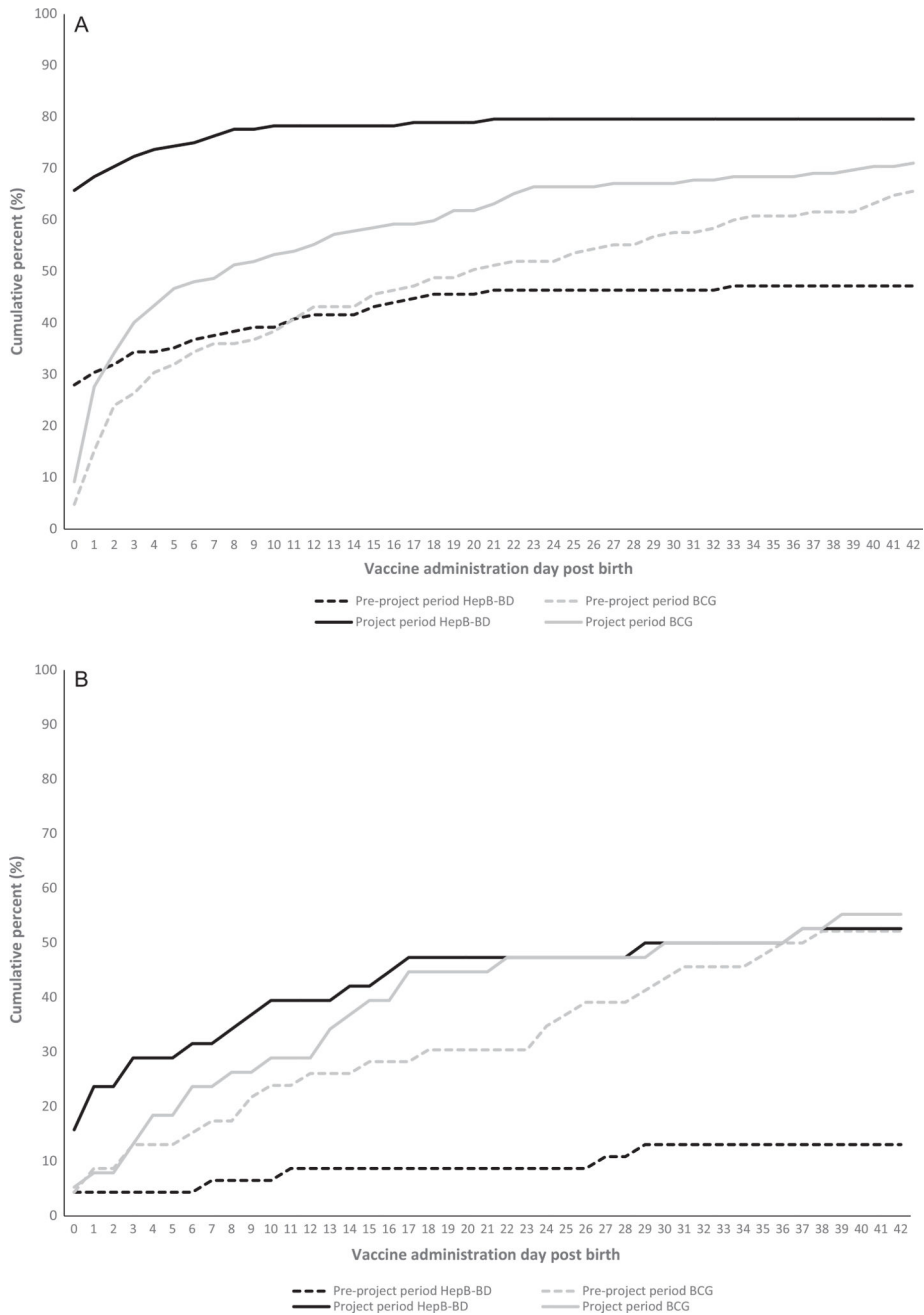 A
100
90
80
70
60
50
40
30
20
10
0
Cumulative percent (%)
0 1 2 3 4 5 6 7 8 9 10 11 12 13 14 15 16 17 18 19 20 21 22 23 24 25 26 27 28 29 30 31 32 33 34 35 36 37 38 39 40 41 42
Vaccine administration day post birth
Pre-project period HepB-BD Pre-project period BCG
Project period HepB-BD Project period BCG
B
100
90
80
70
60
50
40
30
20
10
0
Cumulative percent (%)
0 1 2 3 4 5 6 7 8 9 10 11 12 13 14 15 16 17 18 19 20 21 22 23 24 25 26 27 28 29 30 31 32 33 34 35 36 37 38 39 40 41 42
Vaccine administration day post birth
Pre-project period HepB-BD Pre-project period BCG
Project period HepB-BD Project period BCG